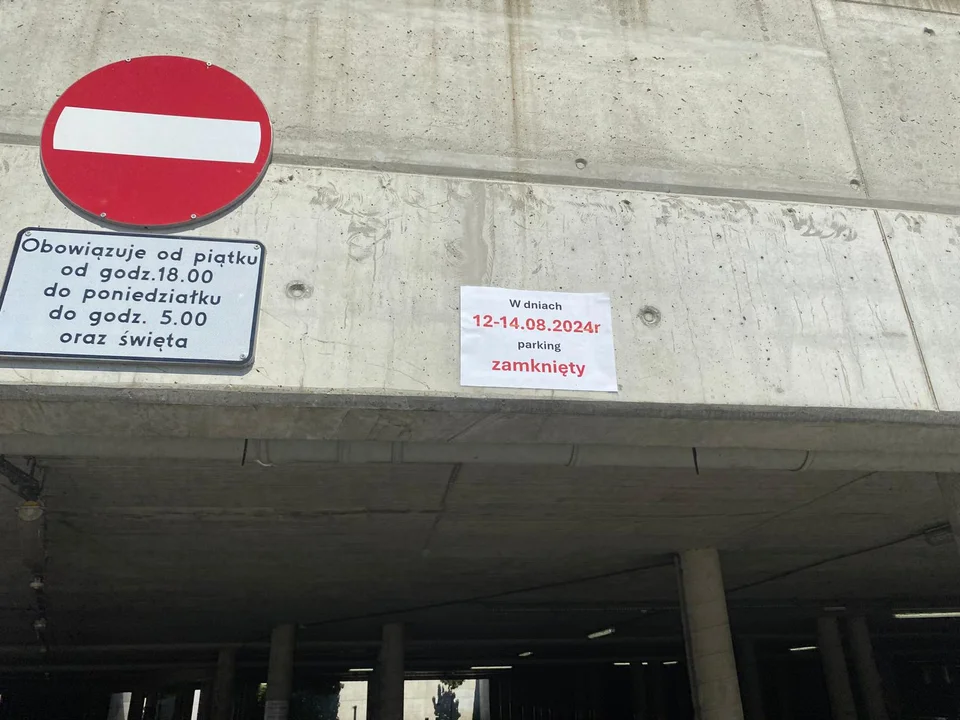 Obowiązuje od piątku
od godz.18.00
do poniedziałku
do godz. 5.00
oraz święta
W dniach
12-14.08.2024r
parking
zamknięty